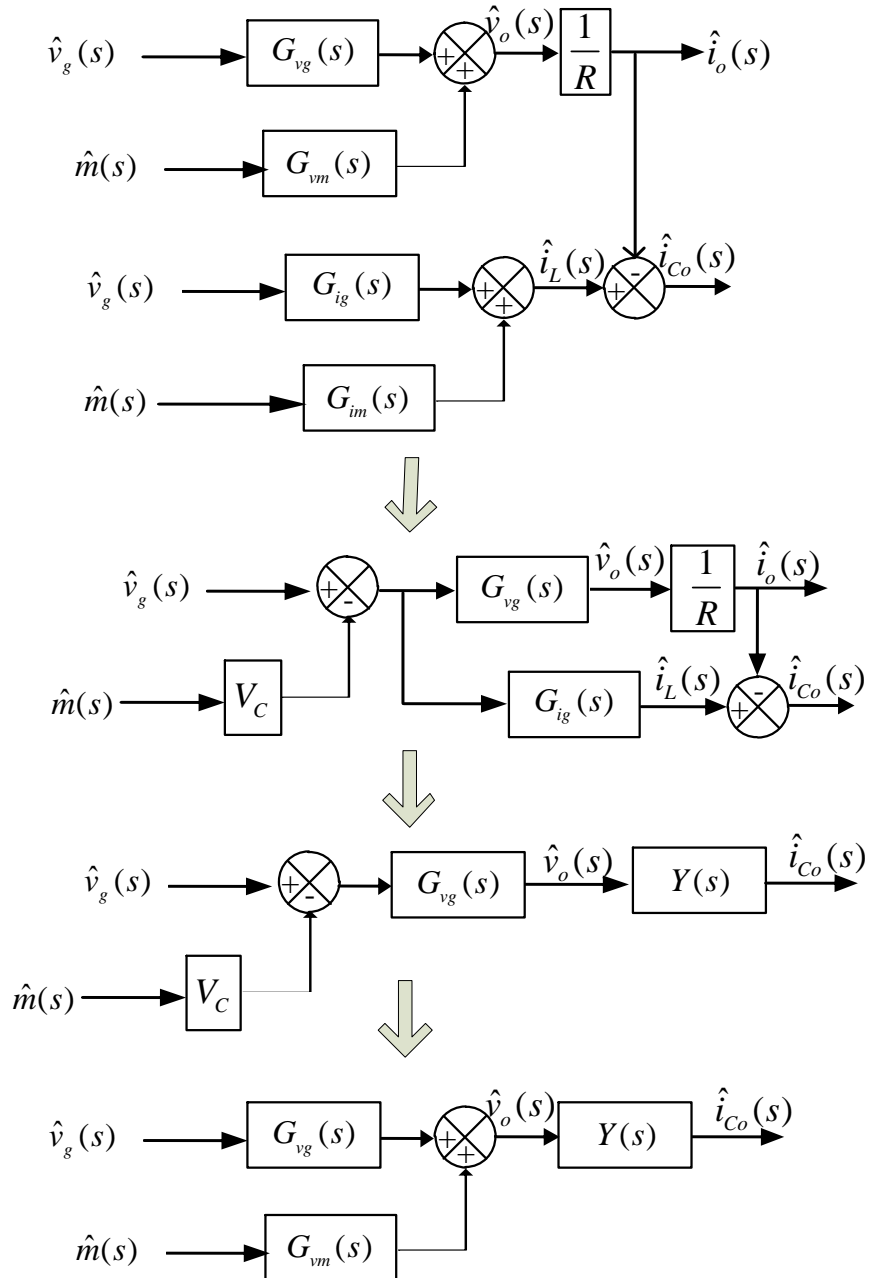 v̂_g(s) G_vg(s) + + v̂_o(s) 1/R î_o(s)
m̂(s) G_vm(s)
v̂_g(s) G_ig(s) + + î_L(s) + - î_Co(s)
m̂(s) G_im(s)
v̂_g(s) + - G_vg(s) v̂_o(s) 1/R î_o(s)
m̂(s) V_C G_ig(s) î_L(s) + - î_Co(s)
v̂_g(s) + - G_vg(s) v̂_o(s) Y(s) î_Co(s)
m̂(s) V_C
v̂_g(s) G_vg(s) + + v̂_o(s) Y(s) î_Co(s)
m̂(s) G_vm(s)